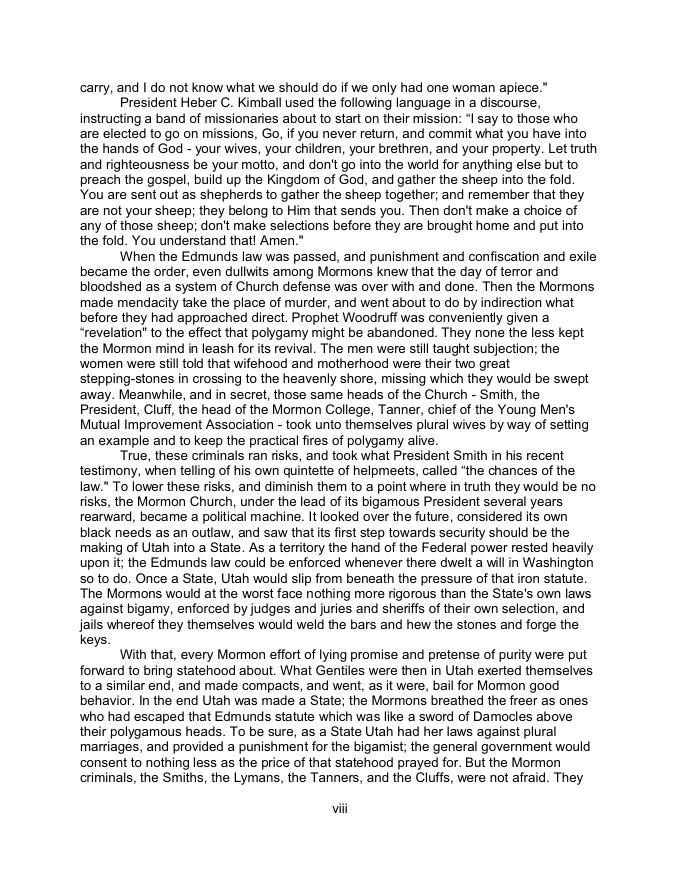 carry, and I do not know what we should do if we only had one woman apiece."
President Heber C. Kimball used the following language in a discourse,
instructing a band of missionaries about to start on their mission: “I say to those who
are elected to go on missions, Go, if you never return, and commit what you have into
the hands of God - your wives, your children, your brethren, and your property. Let truth
and righteousness be your motto, and don't go into the world for anything else but to
preach the gospel, build up the Kingdom of God, and gather the sheep into the fold.
You are sent out as shepherds to gather the sheep together; and remember that they
are not your sheep; they belong to Him that sends you. Then don't make a choice of
any of those sheep; don't make selections before they are brought home and put into
the fold. You understand that! Amen."
When the Edmunds law was passed, and punishment and confiscation and exile
became the order, even dullwits among Mormons knew that the day of terror and
bloodshed as a system of Church defense was over with and done. Then the Mormons
made mendacity take the place of murder, and went about to do by indirection what
before they had approached direct. Prophet Woodruff was conveniently given a
“revelation" to the effect that polygamy might be abandoned. They none the less kept
the Mormon mind in leash for its revival. The men were still taught subjection; the
women were still told that wifehood and motherhood were their two great
stepping-stones in crossing to the heavenly shore, missing which they would be swept
away. Meanwhile, and in secret, those same heads of the Church - Smith, the
President, Cluff, the head of the Mormon College, Tanner, chief of the Young Men's
Mutual Improvement Association - took unto themselves plural wives by way of setting
an example and to keep the practical fires of polygamy alive.
True, these criminals ran risks, and took what President Smith in his recent
testimony, when telling of his own quintette of helpmeets, called “the chances of the
law." To lower these risks, and diminish them to a point where in truth they would be no
risks, the Mormon Church, under the lead of its bigamous President several years
rearward, became a political machine. It looked over the future, considered its own
black needs as an outlaw, and saw that its first step towards security should be the
making of Utah into a State. As a territory the hand of the Federal power rested heavily
upon it; the Edmunds law could be enforced whenever there dwelt a will in Washington
so to do. Once a State, Utah would slip from beneath the pressure of that iron statute.
The Mormons would at the worst face nothing more rigorous than the State's own laws
against bigamy, enforced by judges and juries and sheriffs of their own selection, and
jails whereof they themselves would weld the bars and hew the stones and forge the
keys.
With that, every Mormon effort of lying promise and pretense of purity were put
forward to bring statehood about. What Gentiles were then in Utah exerted themselves
to a similar end, and made compacts, and went, as it were, bail for Mormon good
behavior. In the end Utah was made a State; the Mormons breathed the freer as ones
who had escaped that Edmunds statute which was like a sword of Damocles above
their polygamous heads. To be sure, as a State Utah had her laws against plural
marriages, and provided a punishment for the bigamist; the general government would
consent to nothing less as the price of that statehood prayed for. But the Mormon
criminals, the Smiths, the Lymans, the Tanners, and the Cluffs, were not afraid. They
viii